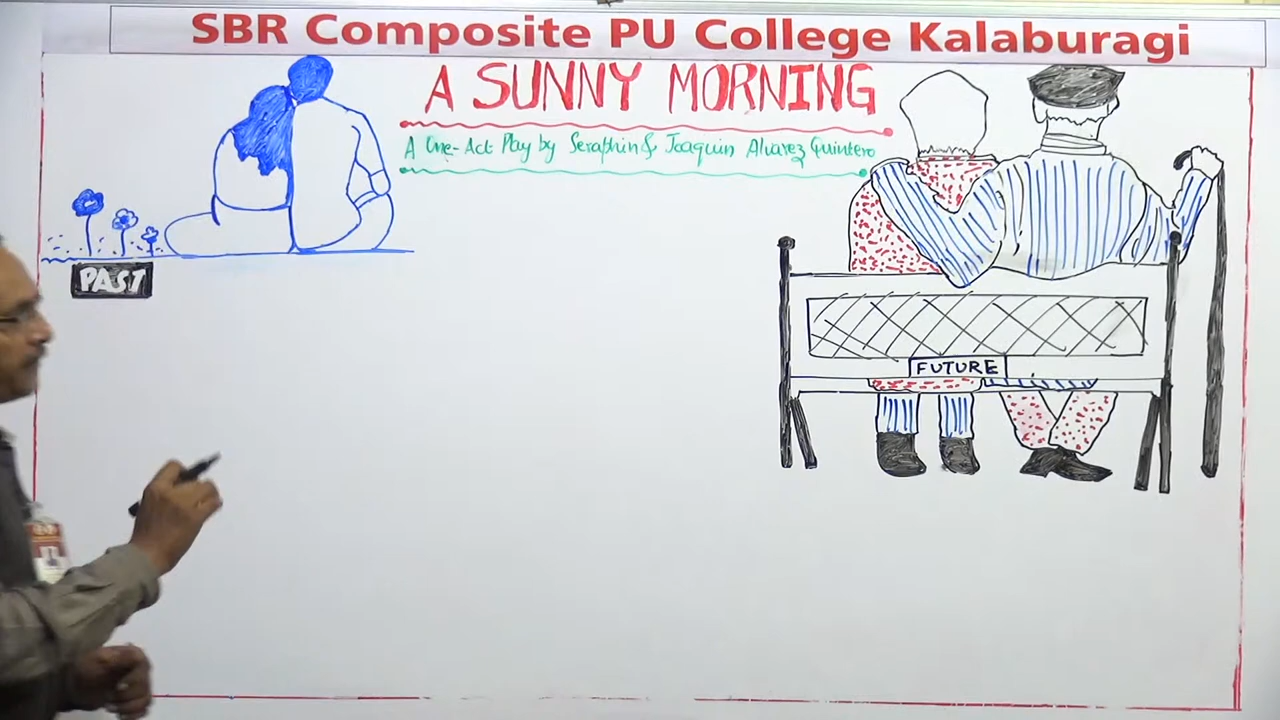 SBR Composite PU College Kalaburagi
A SUNNY MORNING
A One-Act Play by Seraphin & Joaquin Alvarez Quintero
PAST
FUTURE